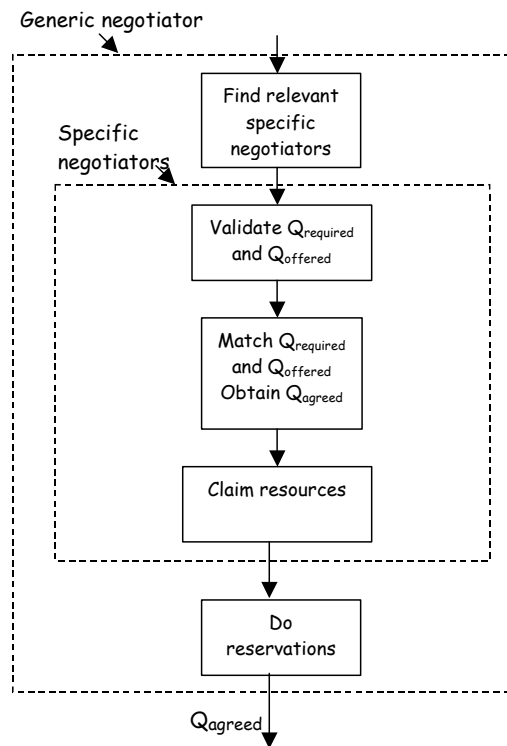 Generic negotiator
Find relevant
specific
negotiators
Specific
negotiators
Validate Qrequired
and Qoffered
Match Qrequired
and Qoffered
Obtain Qagreed
Claim resources
Do
reservations
Qagreed